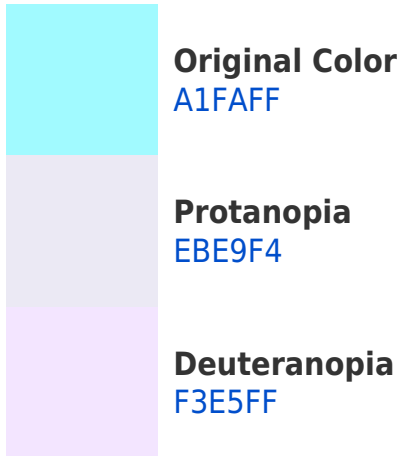 Original Color
A1FAFF
Protanopia
EBE9F4
Deuteranopia
F3E5FF